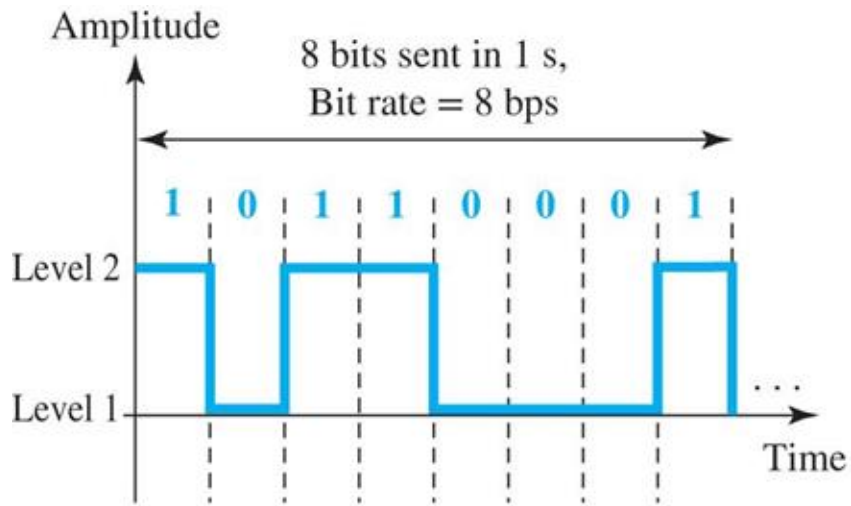 Amplitude
8 bits sent in 1 s,
Bit rate = 8 bps
1 0 1 1 0 0 0 1
Level 2
Level 1
. . .
Time